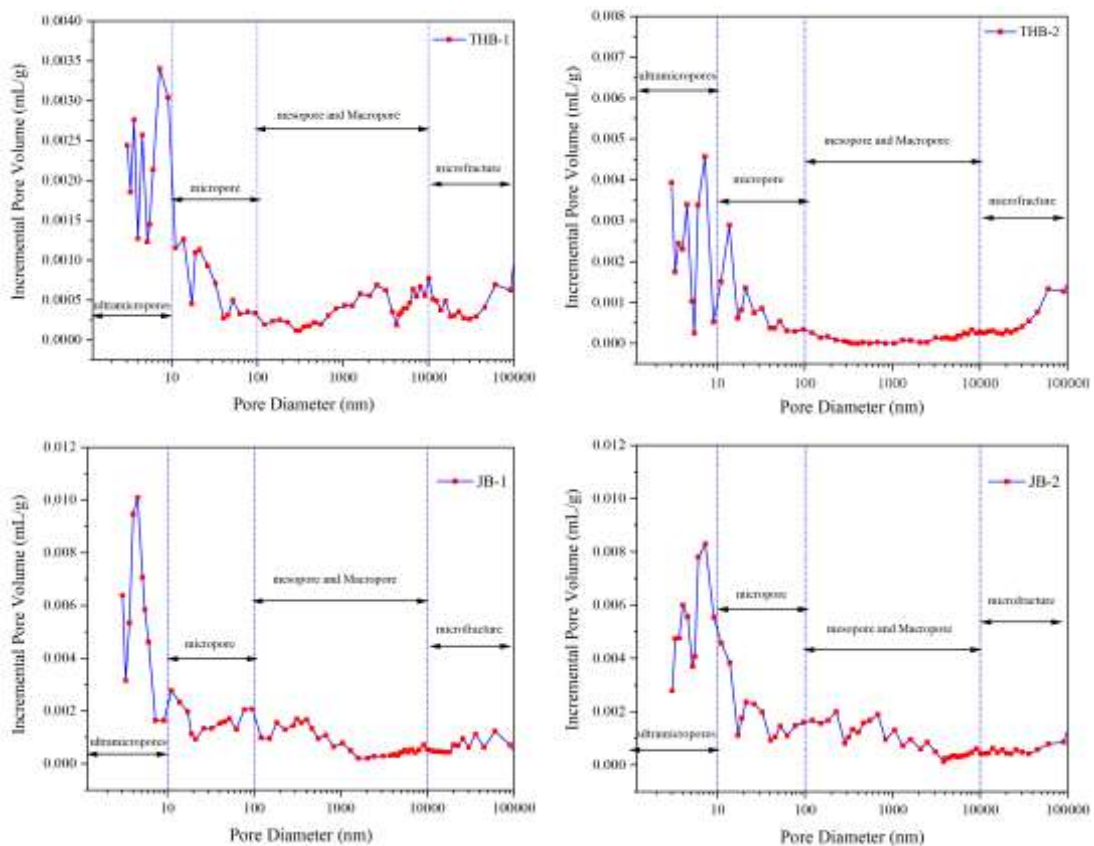 0.0040
0.0035
0.0030
0.0025
0.0020
0.0015
0.0010
0.0005
0.0000
Incremental Pore Volume (mL/g)
THB-1
mesopore and Macropore
microfracture
micropore
ultramicropores
10
100
1000
10000
100000
Pore Diameter (nm)
0.008
0.007
0.006
0.005
0.004
0.003
0.002
0.001
0.000
Incremental Pore Volume (mL/g)
THB-2
ultramicropores
mesopore and Macropore
micropore
microfracture
10
100
1000
10000
100000
Pore Diameter (nm)
0.012
0.010
0.008
0.006
0.004
0.002
0.000
Incremental Pore Volume (mL/g)
JB-1
mesopore and Macropore
micropore
microfracture
ultramicropores
10
100
1000
10000
100000
Pore Diameter (nm)
0.012
0.010
0.008
0.006
0.004
0.002
0.000
Incremental Pore Volume (mL/g)
JB-2
micropore
microfracture
mesopore and Macropore
ultramicropores
10
100
1000
10000
100000
Pore Diameter (nm)